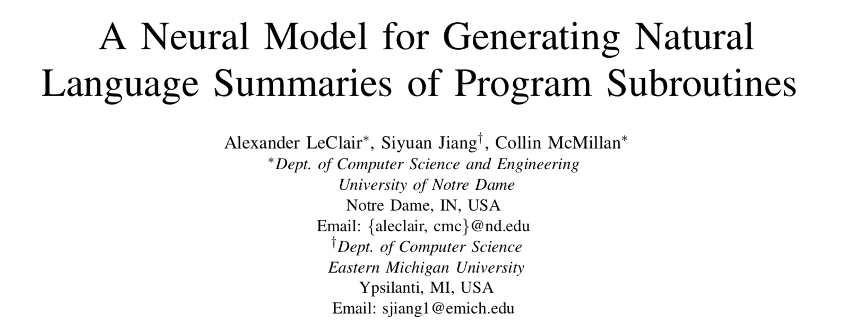 A Neural Model for Generating Natural
Language Summaries of Program Subroutines
Alexander LeClair*, Siyuan Jiang†, Collin McMillan*
*Dept. of Computer Science and Engineering
University of Notre Dame
Notre Dame, IN, USA
Email: {aleclair, cmc}@nd.edu
†Dept. of Computer Science
Eastern Michigan University
Ypsilanti, MI, USA
Email: sjiang1@emich.edu